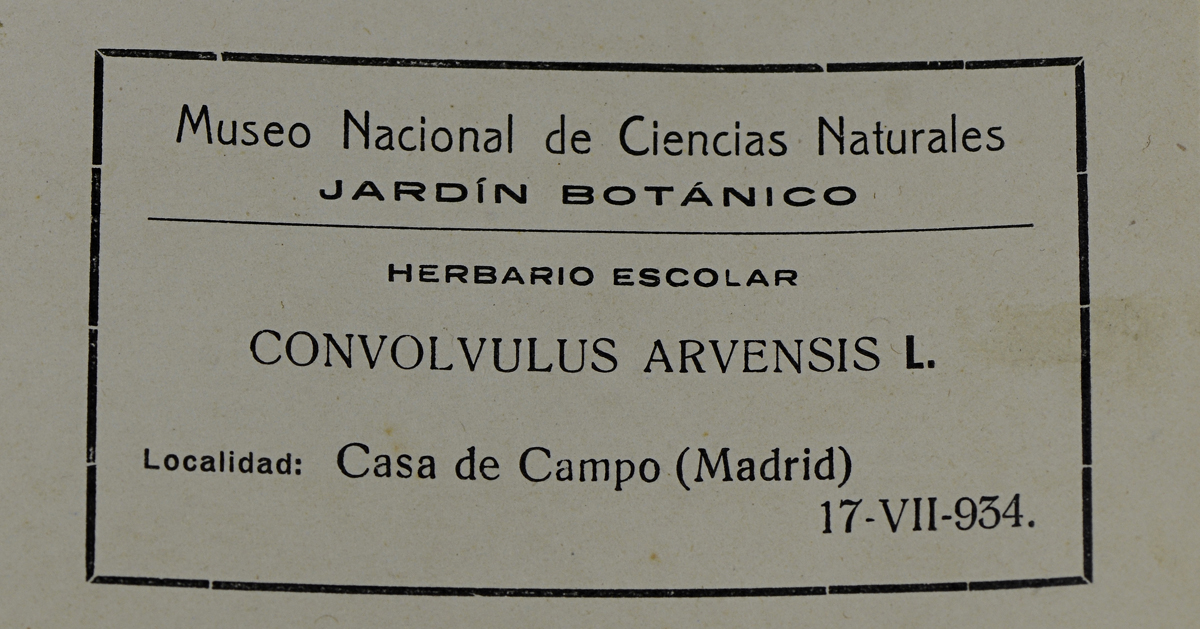 Museo Nacional de Ciencias Naturales
JARDÍN BOTÁNICO
HERBARIO ESCOLAR
CONVOLVULUS ARVENSIS L.
Localidad: Casa de Campo (Madrid)
17-VII-934.